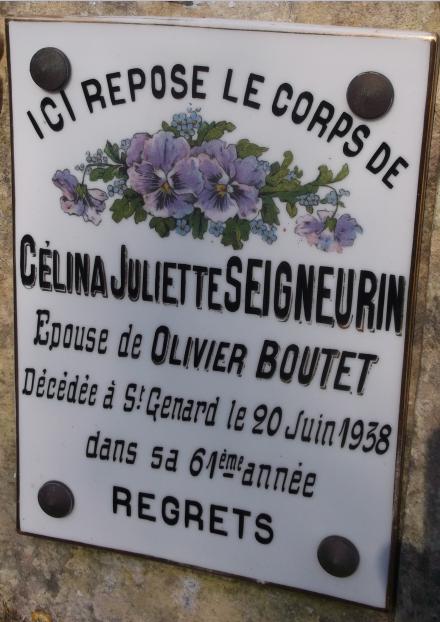 ICI REPOSE LE CORPS DE
CÉLINA JULIETTE SEIGNEURIN
Epouse de OLIVIER BOUTET
Décédée à St Genard le 20 Juin 1938
dans sa 61ème année
REGRETS